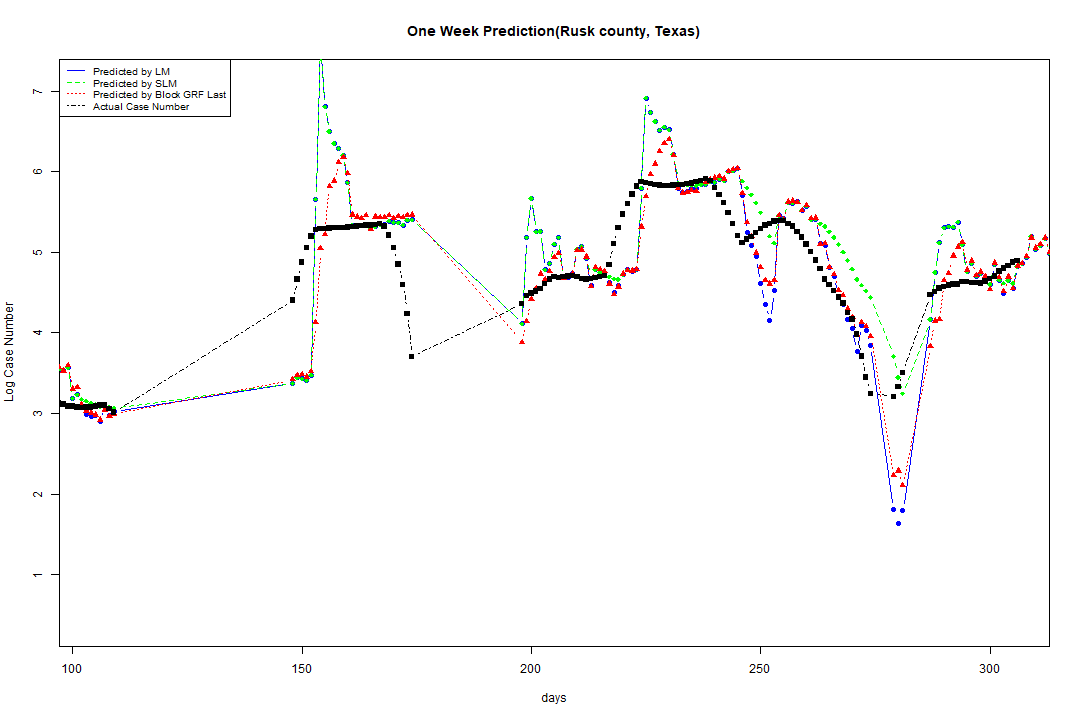 One Week Prediction(Rusk county, Texas)
Predicted by LM
Predicted by SLM
Predicted by Block GRF Last
Actual Case Number
Log Case Number
7
6
5
4
3
2
1
100 150 200 250 300
days